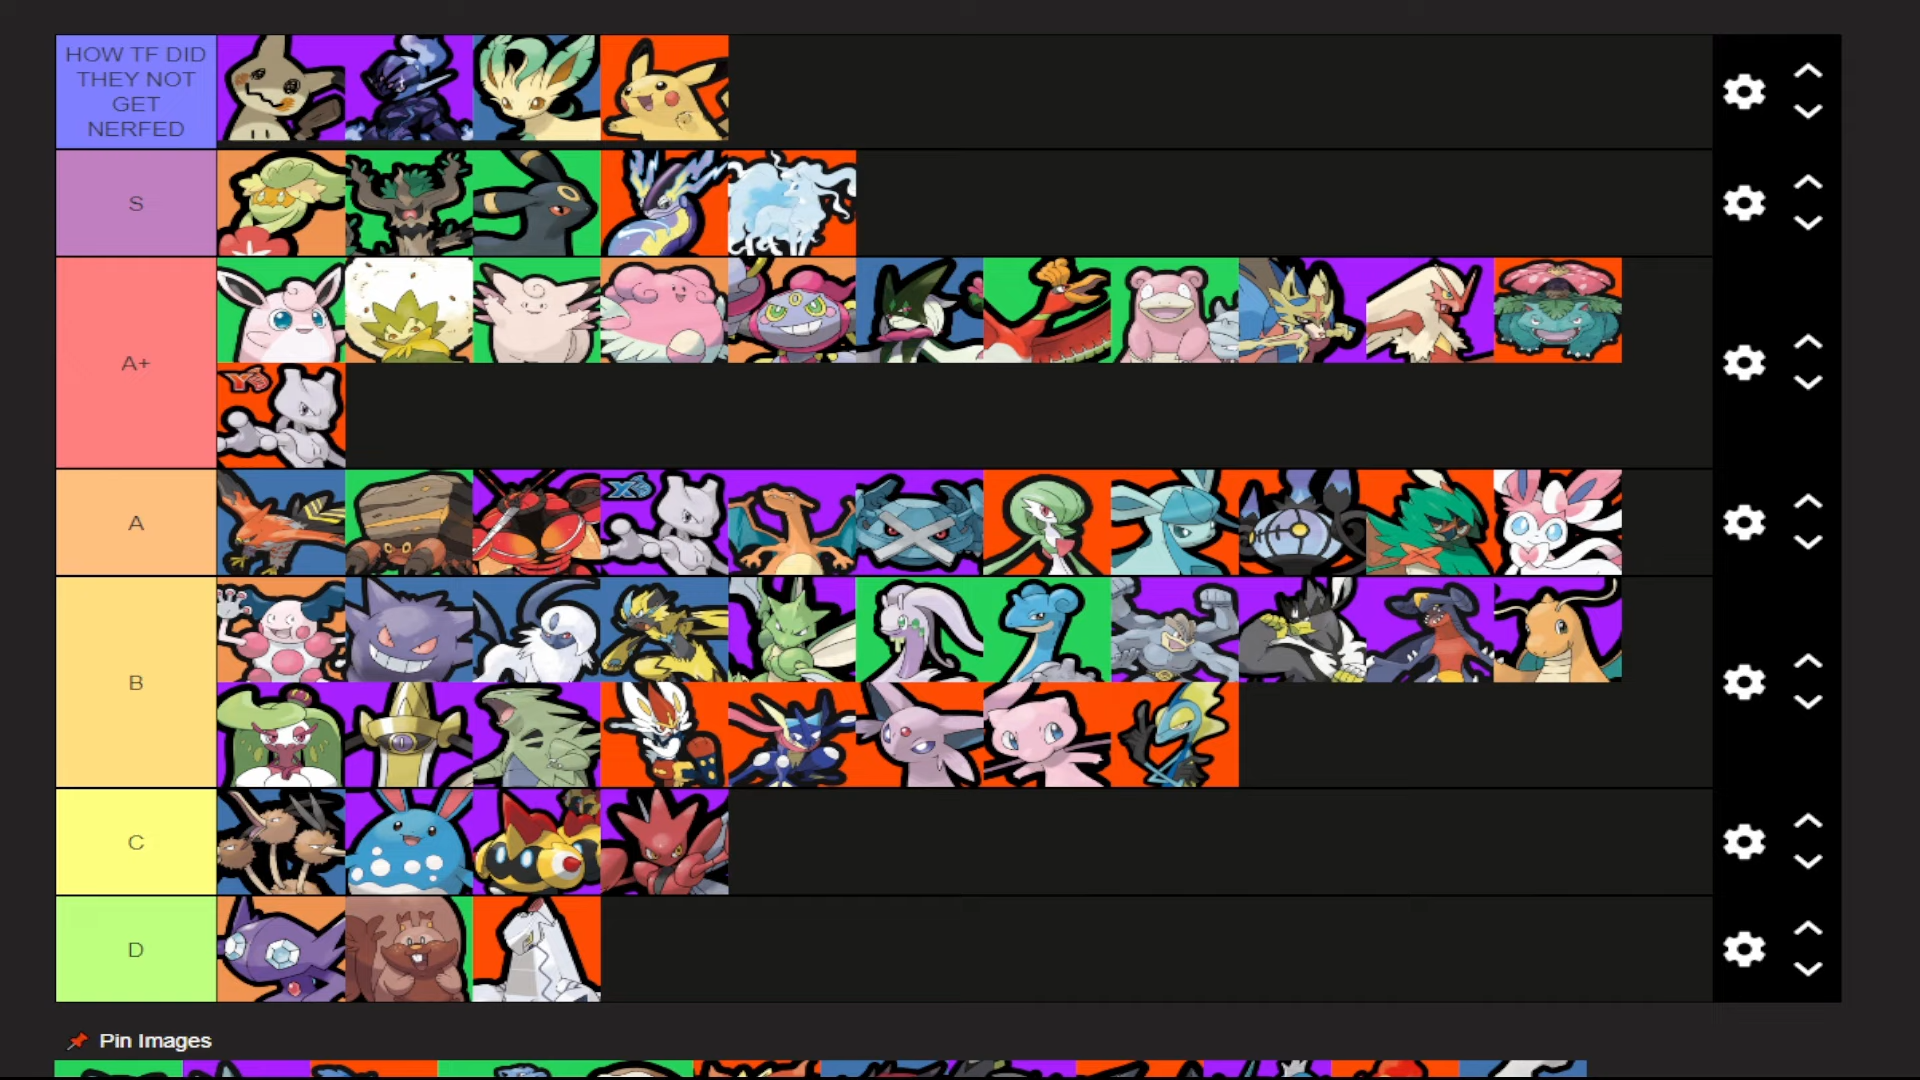 HOW TF DID
THEY NOT
GET
NERFED
S
A+
Y
A
X
B
C
D
Pin Images